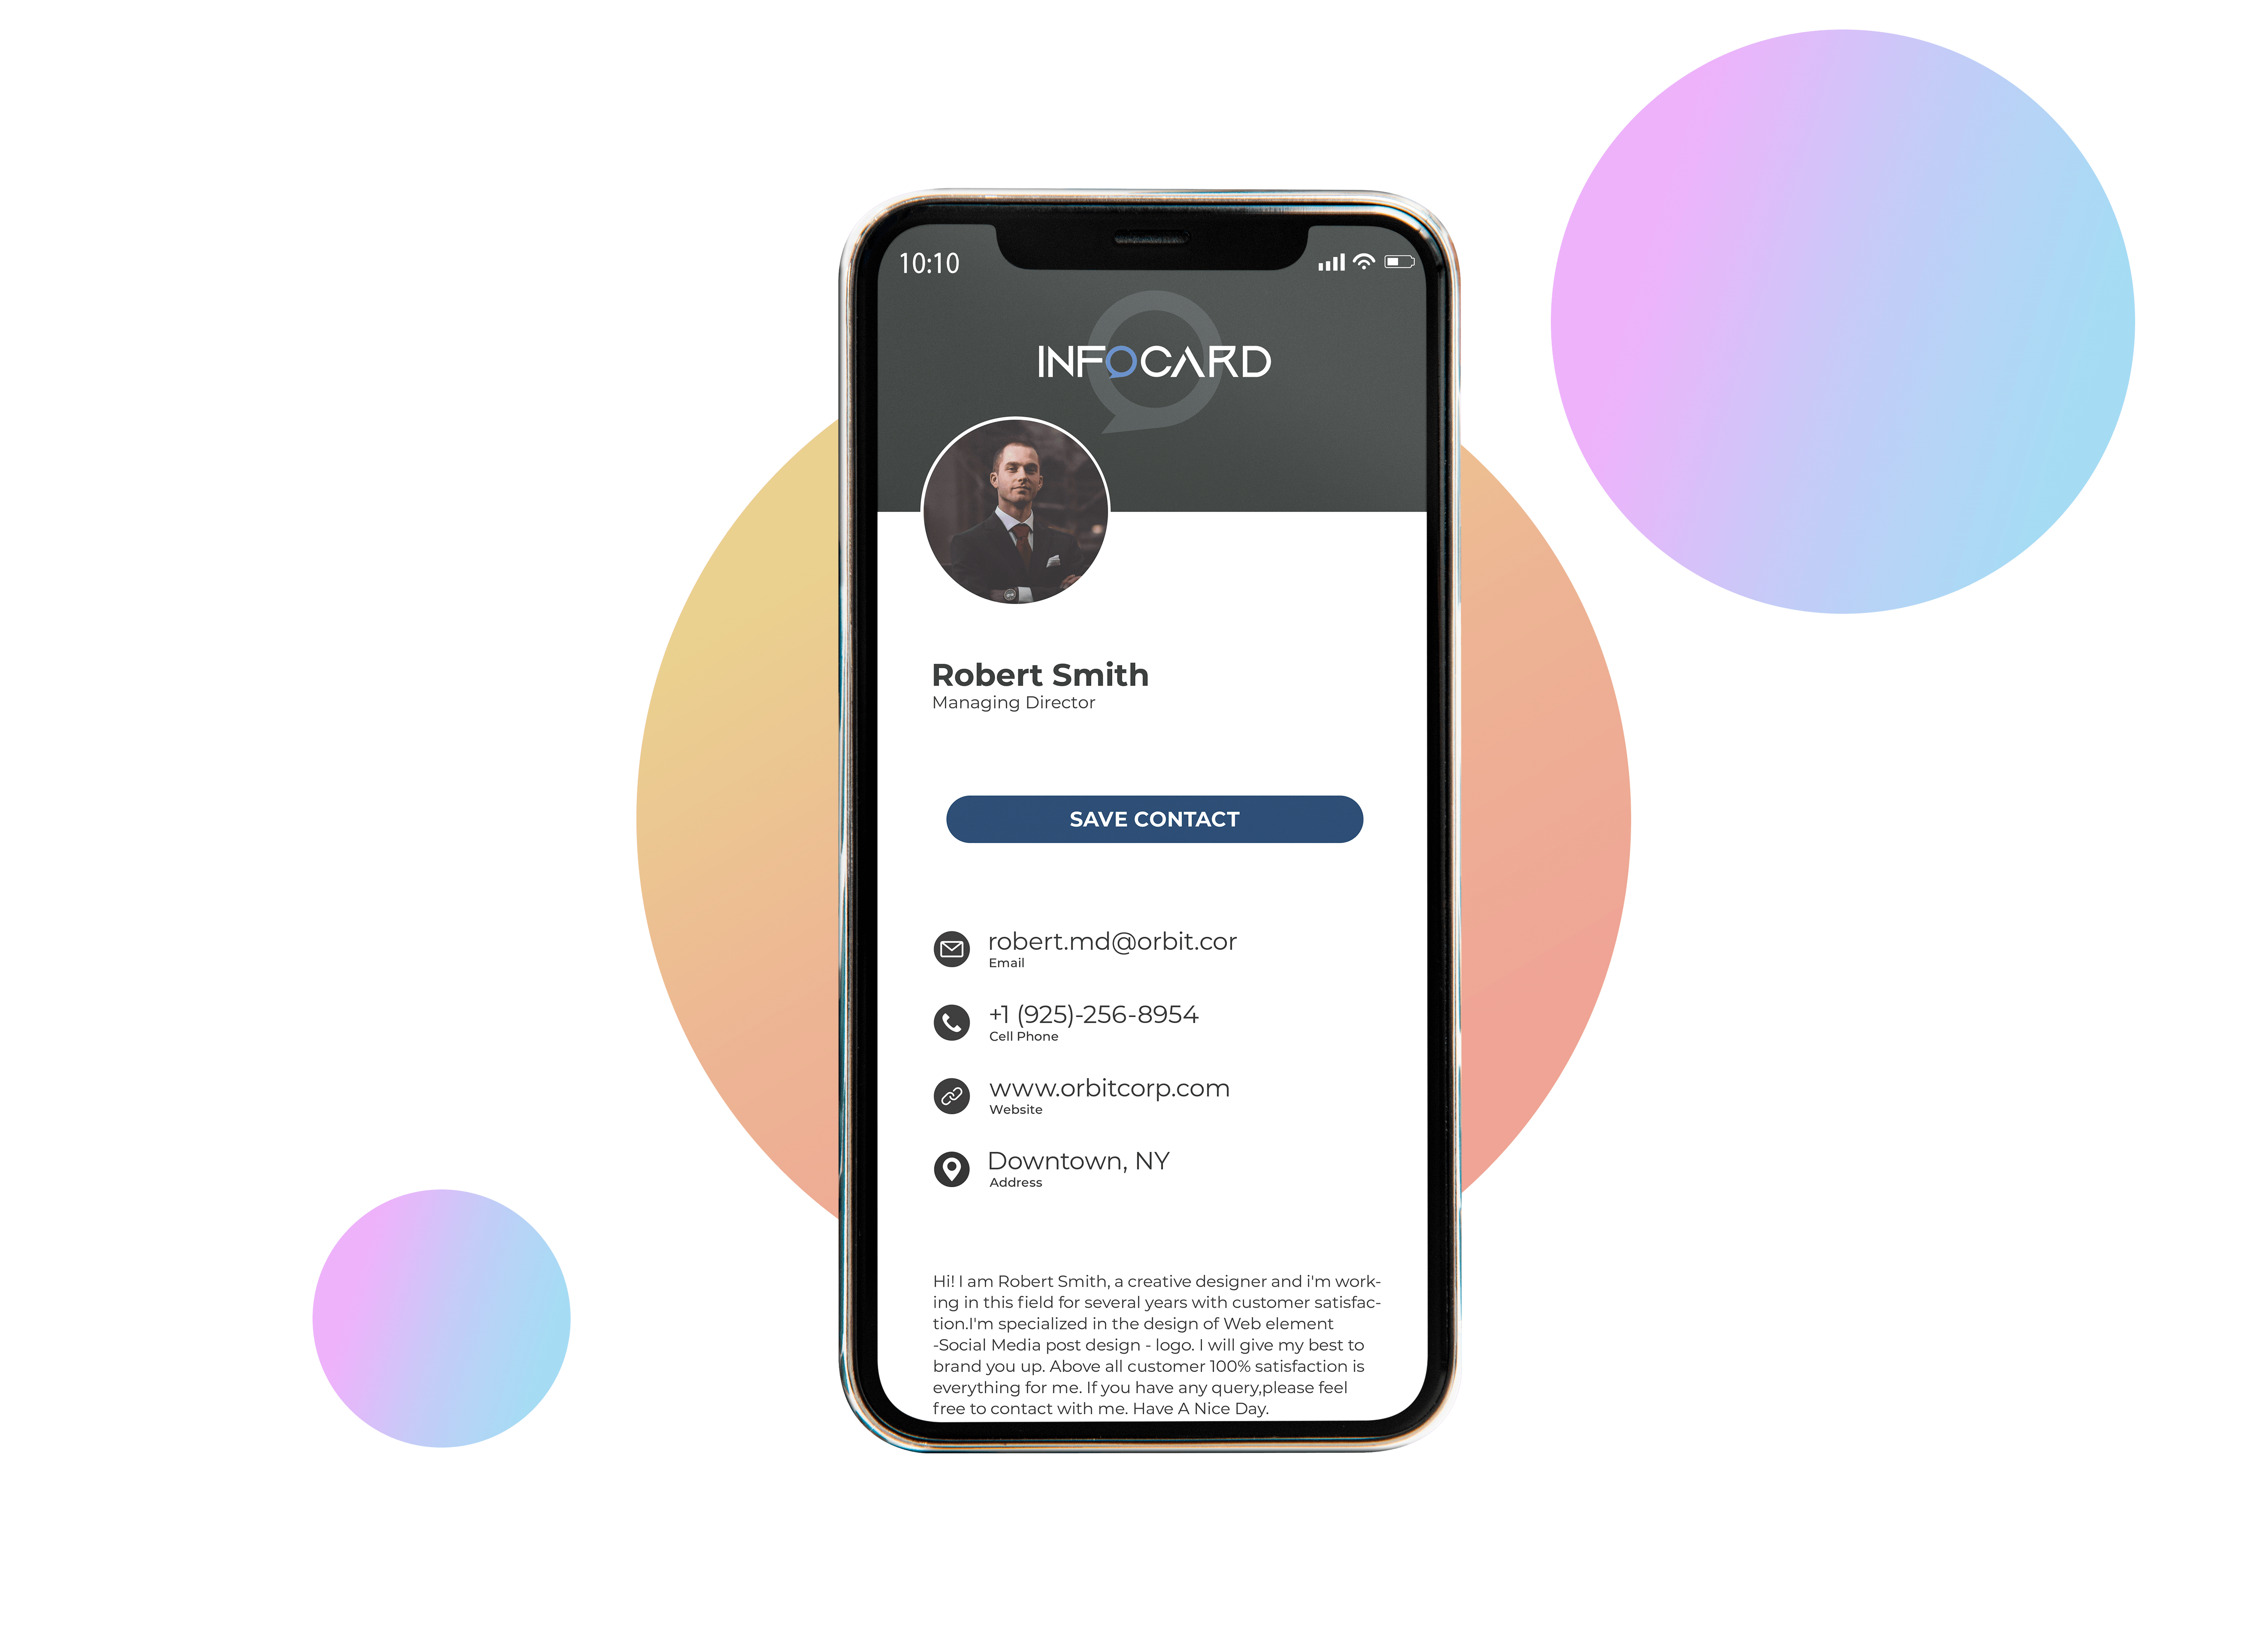 10:10
INFOCARD
Robert Smith
Managing Director
SAVE CONTACT
robert.md@orbit.cor
Email
+1 (925)-256-8954
Cell Phone
www.orbitcorp.com
Website
Downtown, NY
Address
Hi! I am Robert Smith, a creative designer and i'm work-
ing in this field for several years with customer satisfac-
tion.I'm specialized in the design of Web element
-Social Media post design - logo. I will give my best to
brand you up. Above all customer 100% satisfaction is
everything for me. If you have any query,please feel
free to contact with me. Have A Nice Day.